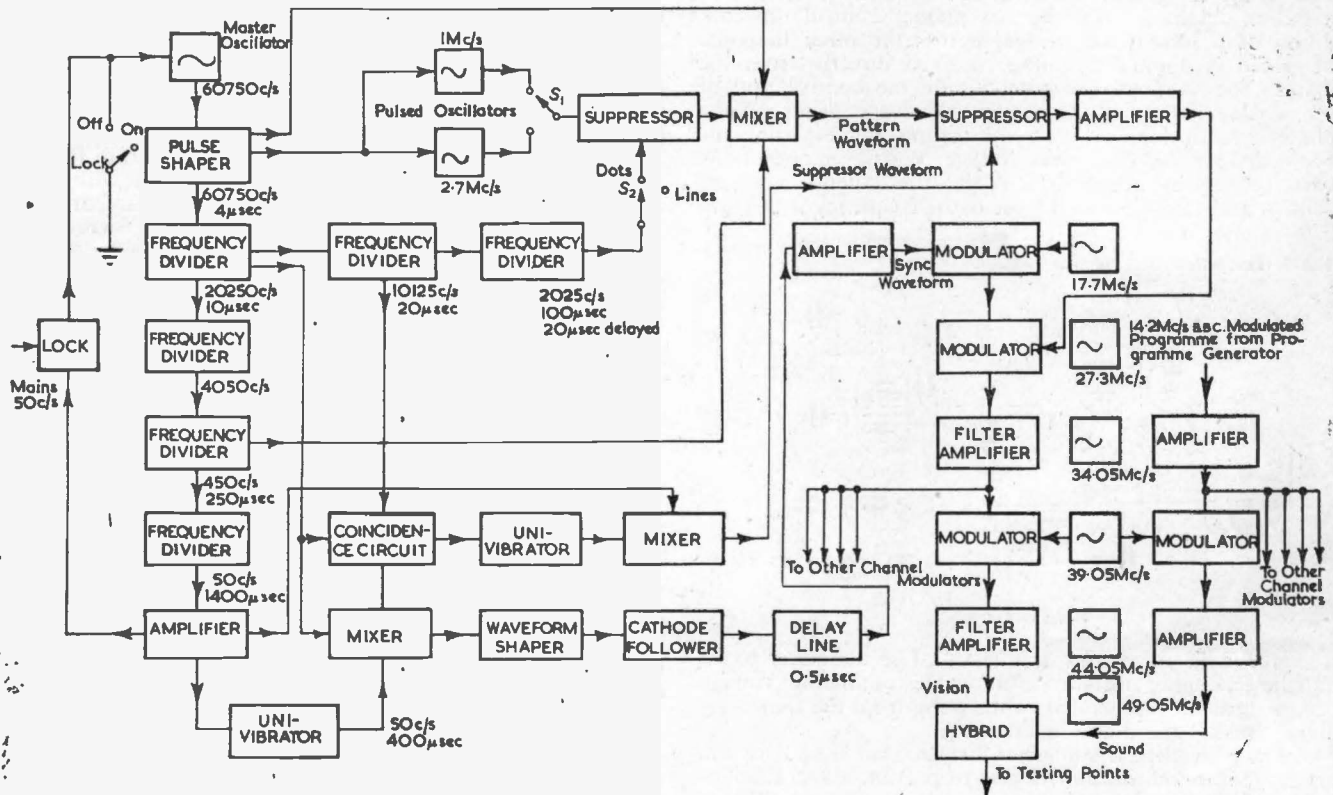 Master
Oscillator
60750c/s
Off
On
Lock
PULSE
SHAPER
60750c/s
4μsec
1Mc/s
Pulsed Oscillators
2·7Mc/s
S1
SUPPRESSOR
MIXER
Pattern
Waveform
SUPPRESSOR
AMPLIFIER
Suppressor Waveform
Dots
S2
Lines
FREQUENCY
DIVIDER
20250c/s
10μsec
FREQUENCY
DIVIDER
10125c/s
20μsec
FREQUENCY
DIVIDER
2025c/s
100μsec
20μsec delayed
AMPLIFIER
Sync
Waveform
MODULATOR
17·7Mc/s
LOCK
Mains
50c/s
FREQUENCY
DIVIDER
4050c/s
MODULATOR
27·3Mc/s
14·2Mc/s B.B.C. Modulated
Programme from Pro-
gramme Generator
FREQUENCY
DIVIDER
450c/s
250μsec
FILTER
AMPLIFIER
34·05Mc/s
AMPLIFIER
FREQUENCY
DIVIDER
50c/s
1400μsec
COINCIDEN-
CE CIRCUIT
UNI-
VIBRATOR
MIXER
To Other Channel
Modulators
MODULATOR
39·05Mc/s
MODULATOR
To Other
Channel
Modulators
AMPLIFIER
MIXER
WAVEFORM
SHAPER
CATHODE
FOLLOWER
DELAY
LINE
0·5μsec
FILTER
AMPLIFIER
44·05Mc/s
AMPLIFIER
UNI-
VIBRATOR
50c/s
400μsec
Vision
49·05Mc/s
HYBRID
Sound
To Testing Points